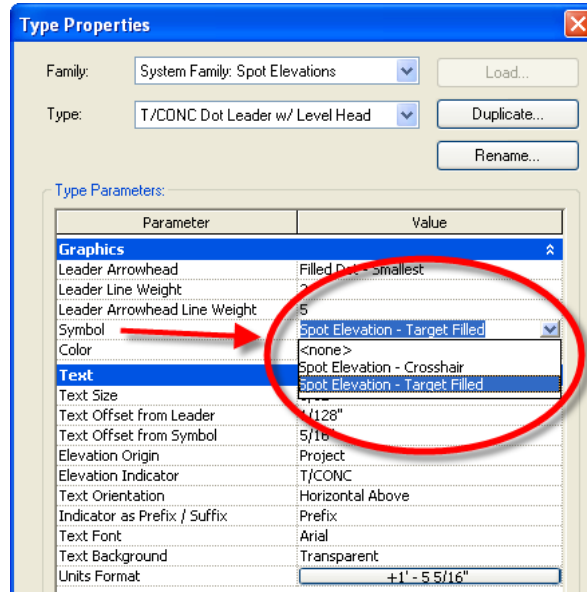 Type Properties
Family: System Family: Spot Elevations Load...
Type: T/CONC Dot Leader w/ Level Head Duplicate...
Rename...
Type Parameters:
Parameter Value
Graphics
Leader Arrowhead Filled Dot - Smallest
Leader Line Weight
Leader Arrowhead Line Weight 5
Symbol Spot Elevation - Target Filled
Color <none>
Spot Elevation - Crosshair
Text Spot Elevation - Target Filled
Text Size
Text Offset from Leader 1/128"
Text Offset from Symbol 5/16"
Elevation Origin Project
Elevation Indicator T/CONC
Text Orientation Horizontal Above
Indicator as Prefix / Suffix Prefix
Text Font Arial
Text Background Transparent
Units Format +1' - 5 5/16"